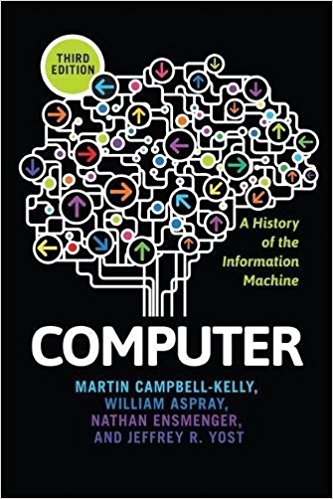 THIRD
EDITION
A History
of the
Information
Machine
COMPUTER
MARTIN CAMPBELL-KELLY,
WILLIAM ASPRAY,
NATHAN ENSMENGER,
AND JEFFREY R. YOST